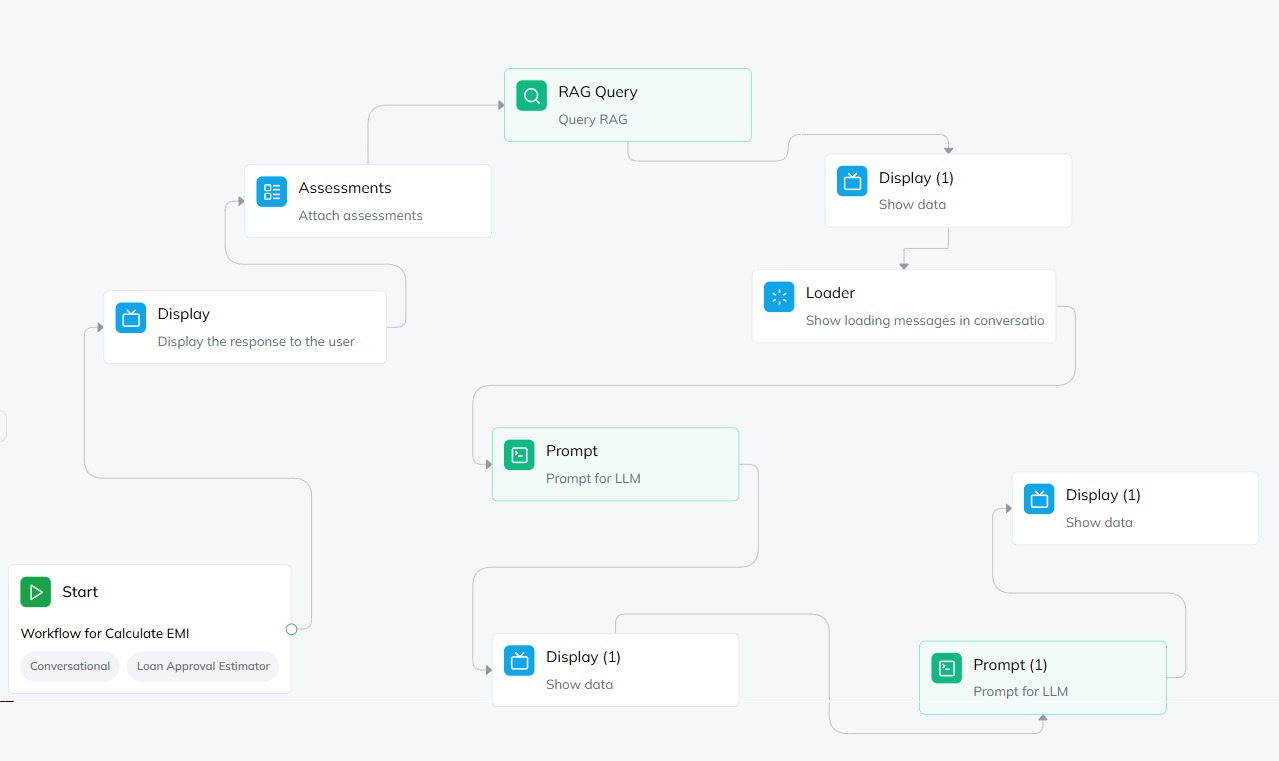 RAG Query
Query RAG
Display (1)
Show data
Assessments
Attach assessments
Loader
Show loading messages in conversatio
Display
Display the response to the user
Prompt
Prompt for LLM
Display (1)
Show data
Start
Workflow for Calculate EMI
Conversational
Loan Approval Estimator
Display (1)
Show data
Prompt (1)
Prompt for LLM